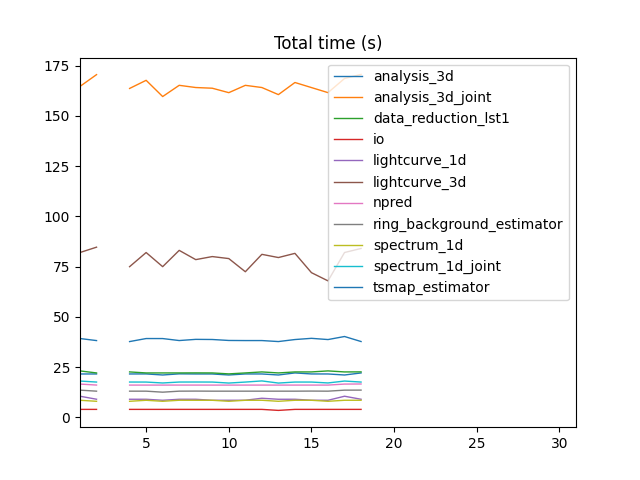 Total time (s)
175
150
125
100
75
50
25
0
5
10
15
20
25
30
analysis_3d
analysis_3d_joint
data_reduction_lst1
io
lightcurve_1d
lightcurve_3d
npred
ring_background_estimator
spectrum_1d
spectrum_1d_joint
tsmap_estimator